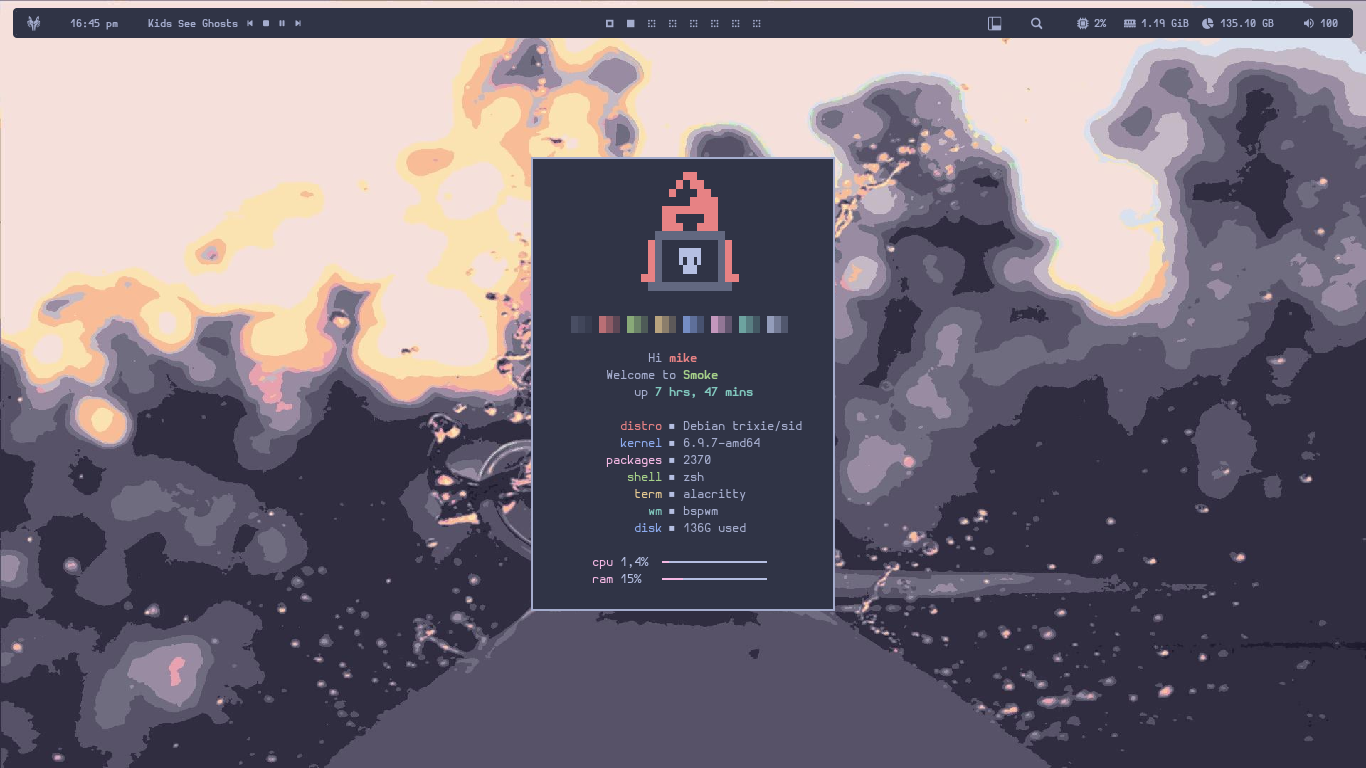 16:45 pm Kids See Ghosts 2% 1.19 GiB 135.10 GB 100
Hi mike
Welcome to Smoke
up 7 hrs, 47 mins
distro ▪ Debian trixie/sid
kernel ▪ 6.9.7-amd64
packages ▪ 2370
shell ▪ zsh
term ▪ alacritty
wm ▪ bspwm
disk ▪ 136G used
cpu 1,4%
ram 15%